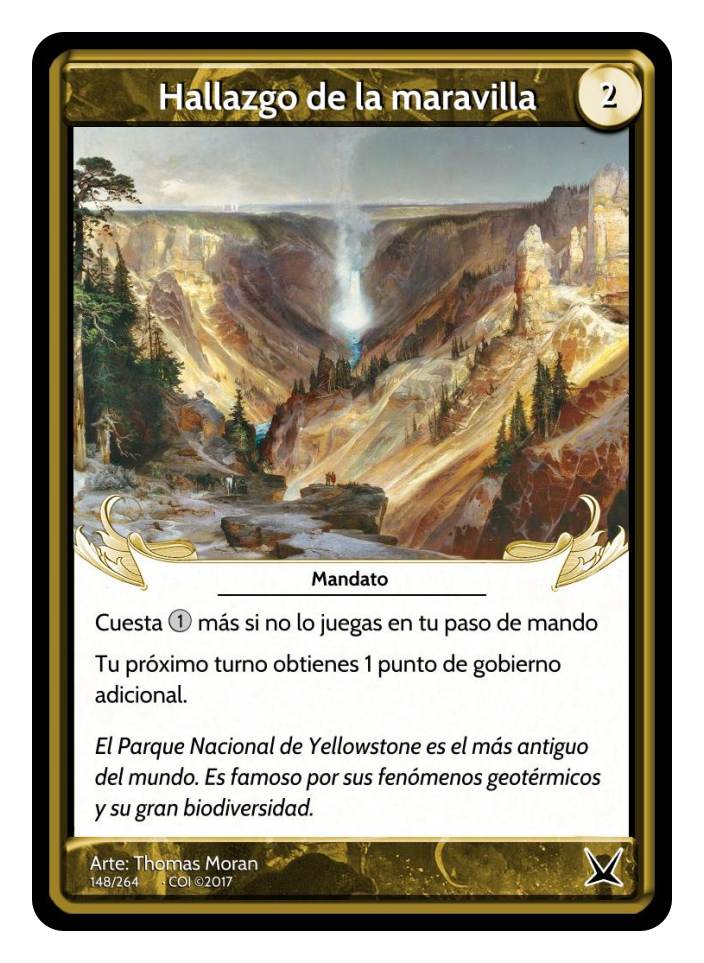 Hallazgo de la maravilla
2
Mandato
Cuesta 1 más si no lo juegas en tu paso de mando
Tu próximo turno obtienes 1 punto de gobierno
adicional.
El Parque Nacional de Yellowstone es el más antiguo
del mundo. Es famoso por sus fenómenos geotérmicos
y su gran biodiversidad.
Arte: Thomas Moran
148/264 · COI ©2017